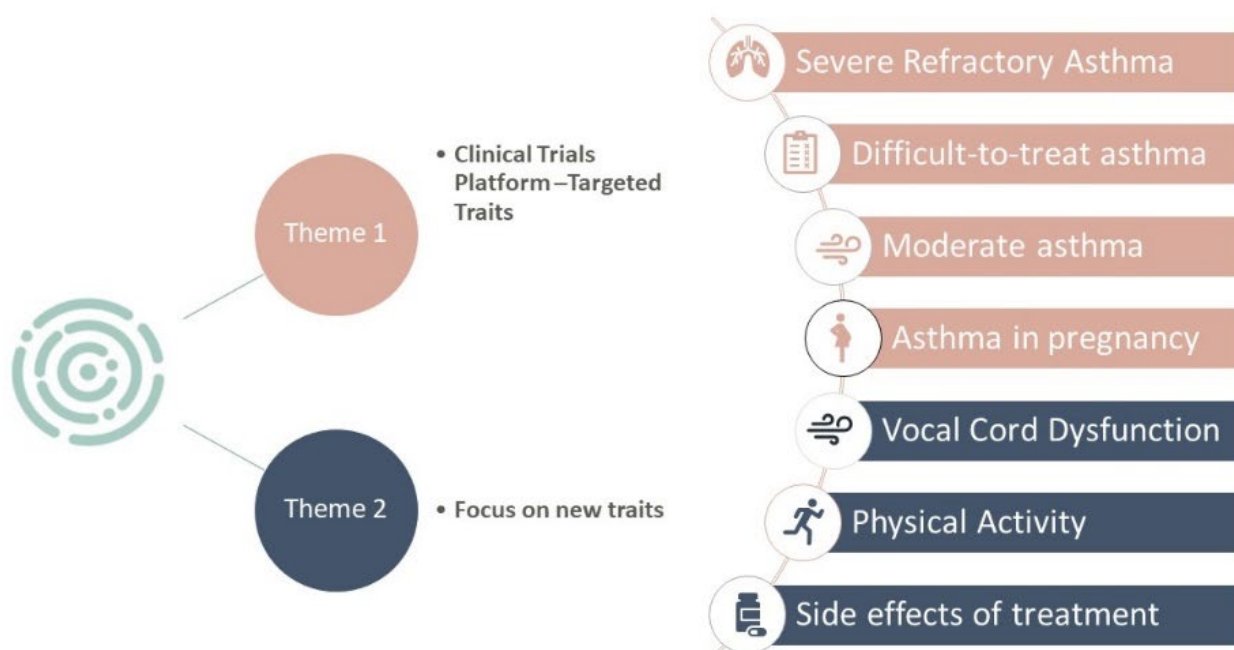 Theme 1
• Clinical Trials
Platform –Targeted
Traits
Theme 2
• Focus on new traits
Severe Refractory Asthma
Difficult-to-treat asthma
Moderate asthma
Asthma in pregnancy
Vocal Cord Dysfunction
Physical Activity
Side effects of treatment